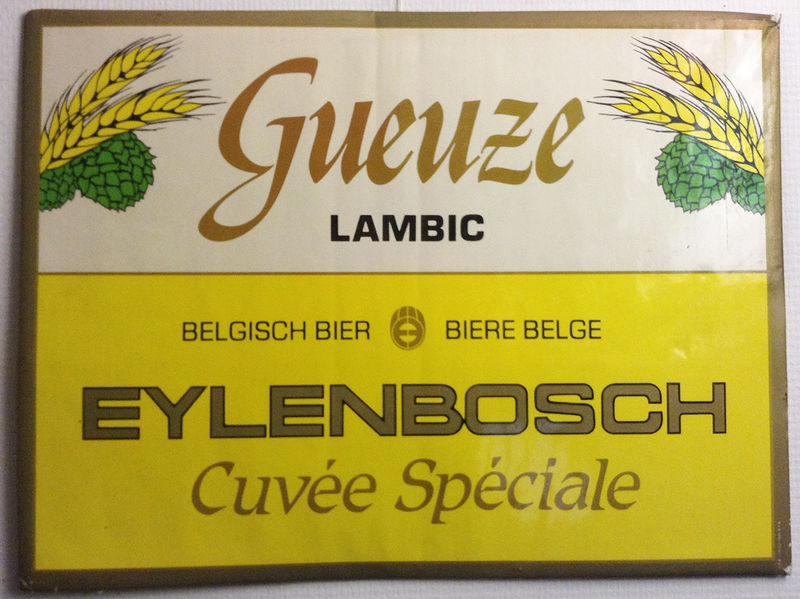 Gueuze
LAMBIC
BELGISCH BIER BIERE BELGE
EYLENBOSCH
Cuvée Spéciale